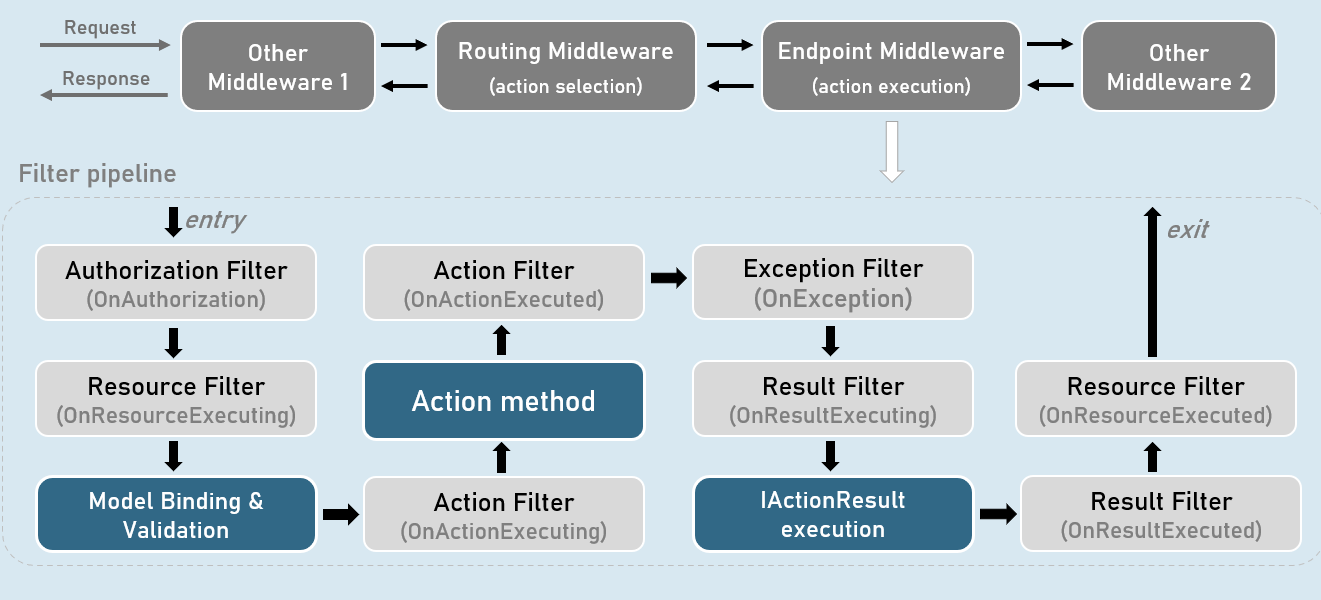 Request
Response
Other
Middleware 1
Routing Middleware
(action selection)
Endpoint Middleware
(action execution)
Other
Middleware 2
Filter pipeline
entry
Authorization Filter
(OnAuthorization)
Resource Filter
(OnResourceExecuting)
Model Binding &
Validation
Action Filter
(OnActionExecuting)
Action method
Action Filter
(OnActionExecuted)
Exception Filter
(OnException)
Result Filter
(OnResultExecuting)
IActionResult
execution
Result Filter
(OnResultExecuted)
Resource Filter
(OnResourceExecuted)
exit